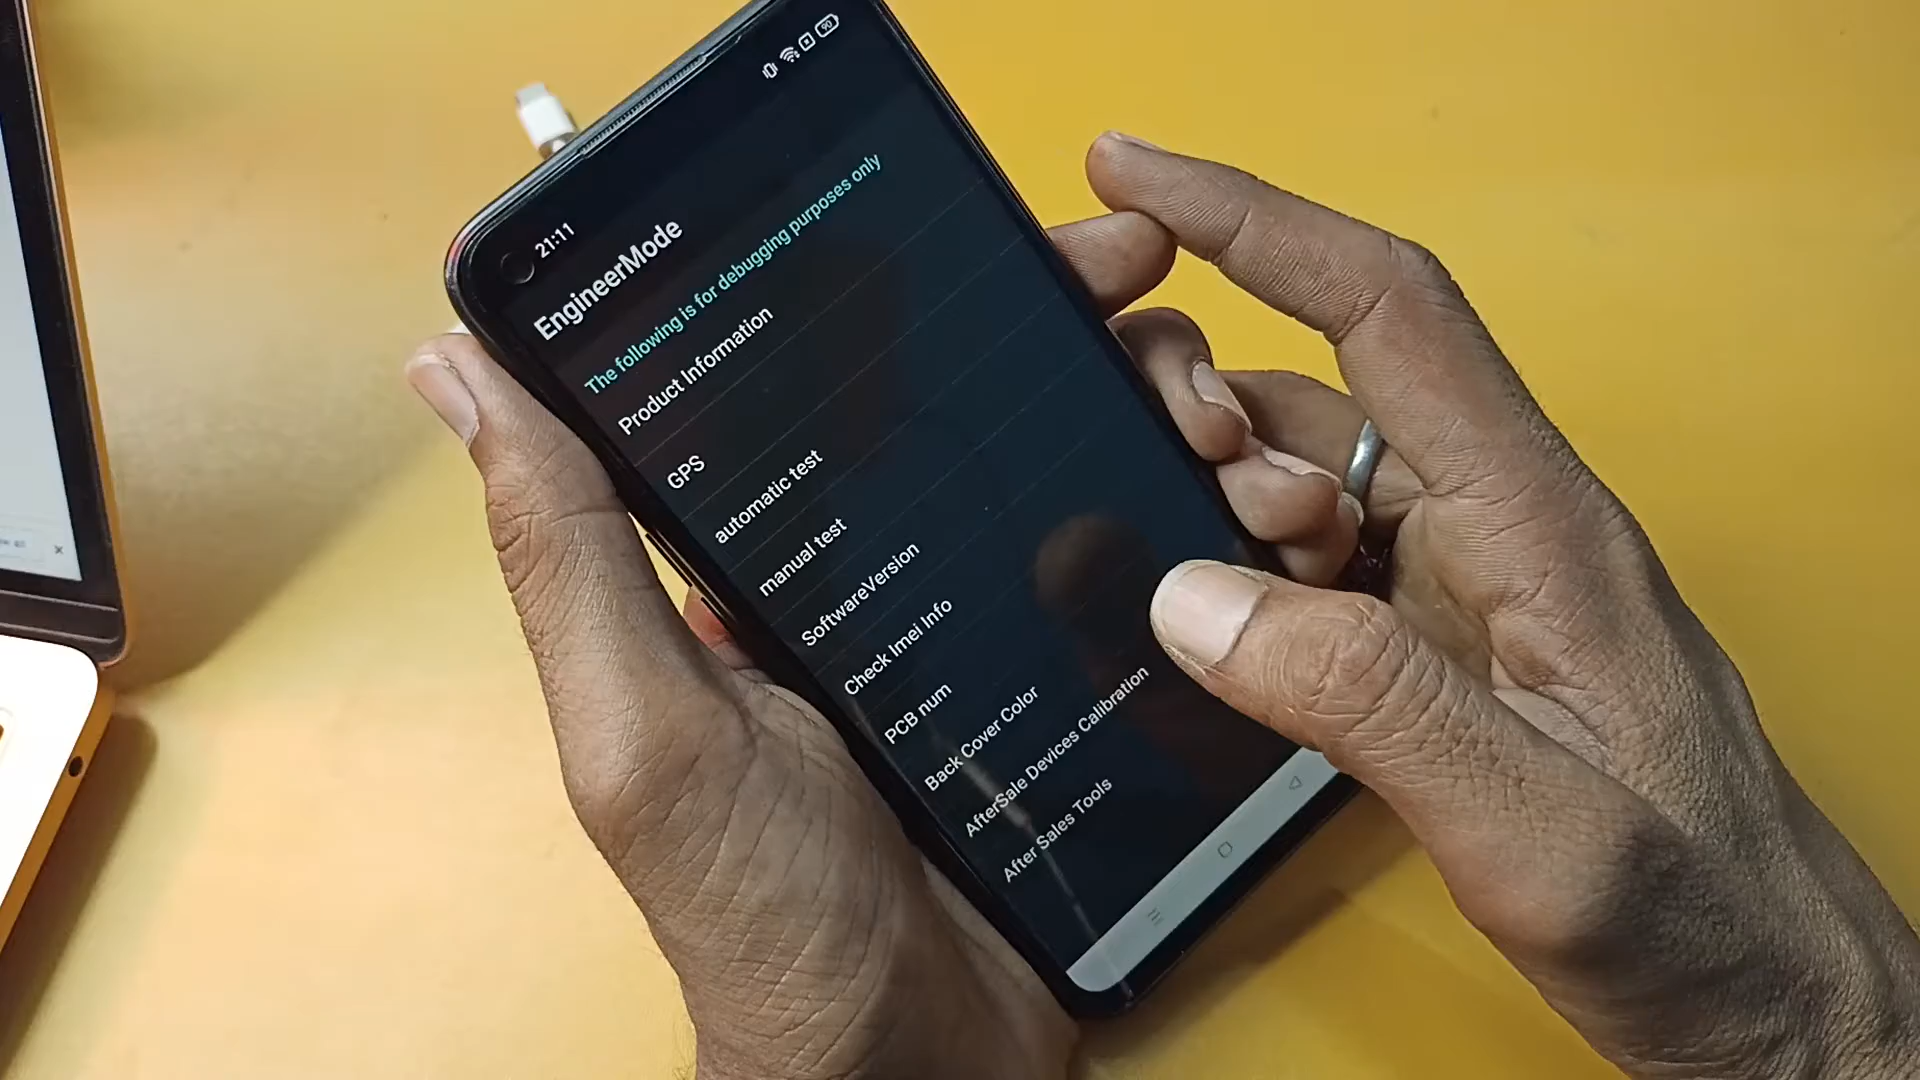 90
21:11
EngineerMode
The following is for debugging purposes only
Product Information
GPS
automatic test
manual test
SoftwareVersion
Check Imei Info
PCB num
Back Cover Color
AfterSale Devices Calibration
After Sales Tools